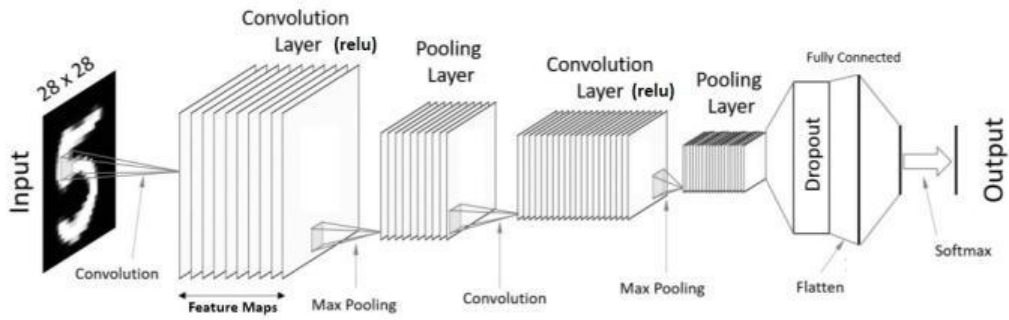 Convolution
Layer (relu)
Pooling
Layer
Convolution
Layer (relu)
Pooling
Layer
Fully Connected
28 x 28
Input
Dropout
Output
Convolution
Feature Maps
Max Pooling
Convolution
Max Pooling
Flatten
Softmax